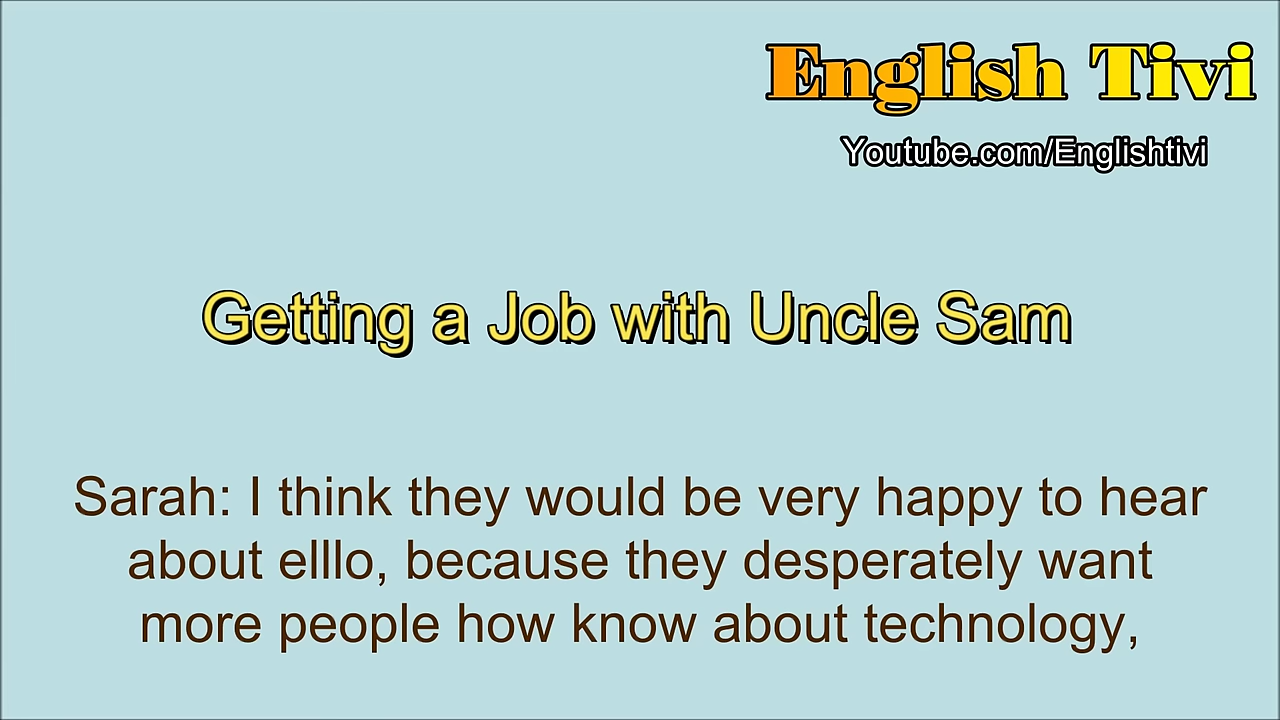 English Tivi
Youtube.com/Englishtivi
Getting a Job with Uncle Sam
Sarah: I think they would be very happy to hear
about elllo, because they desperately want
more people how know about technology,